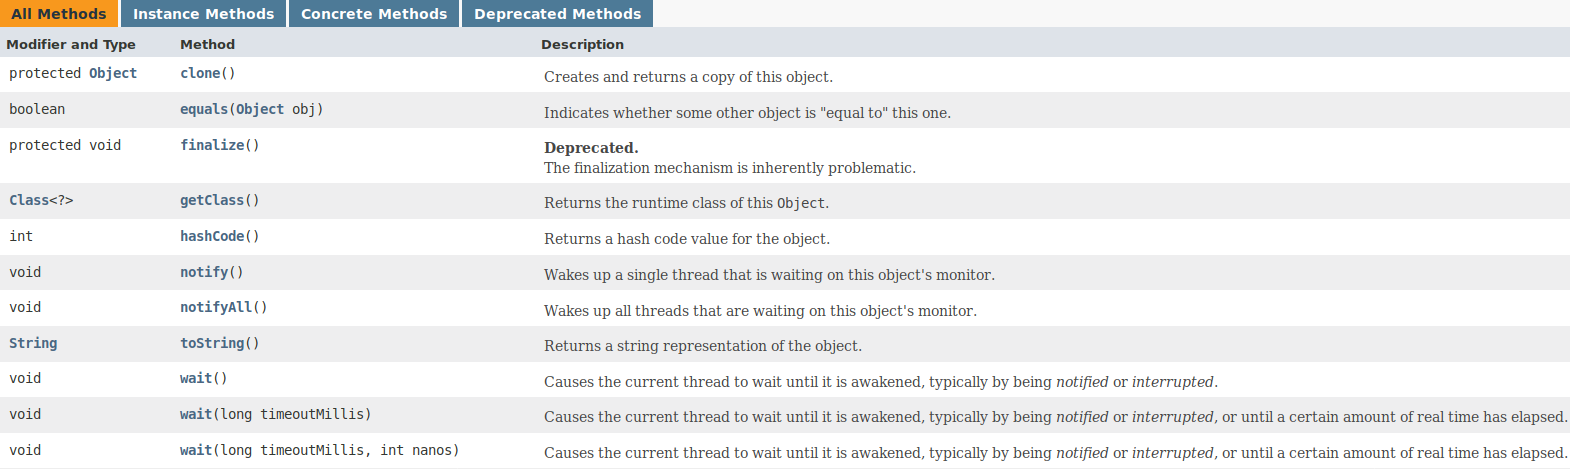 All Methods Instance Methods Concrete Methods Deprecated Methods
Modifier and Type Method Description
protected Object clone() Creates and returns a copy of this object.
boolean equals(Object obj) Indicates whether some other object is "equal to" this one.
protected void finalize() Deprecated.
The finalization mechanism is inherently problematic.
Class<?> getClass() Returns the runtime class of this Object.
int hashCode() Returns a hash code value for the object.
void notify() Wakes up a single thread that is waiting on this object's monitor.
void notifyAll() Wakes up all threads that are waiting on this object's monitor.
String toString() Returns a string representation of the object.
void wait() Causes the current thread to wait until it is awakened, typically by being notified or interrupted.
void wait(long timeoutMillis) Causes the current thread to wait until it is awakened, typically by being notified or interrupted, or until a certain amount of real time has elapsed.
void wait(long timeoutMillis, int nanos) Causes the current thread to wait until it is awakened, typically by being notified or interrupted, or until a certain amount of real time has elapsed.